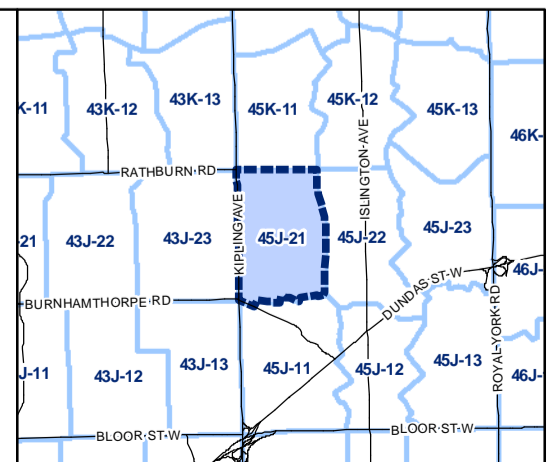 43K-13
45K-12
K-11
43K-12
45K-11
45K-13
46K-
RATHBURN RD
ISLINGTON AVE
KIPLING AVE
21
43J-22
43J-23
45J-21
45J-22
45J-23
46J-
DUNDAS ST W
BURNHAMTHORPE RD
ROYAL YORK RD
J-11
43J-12
43J-13
45J-11
45J-12
45J-13
46J-
BLOOR ST W
BLOOR ST W